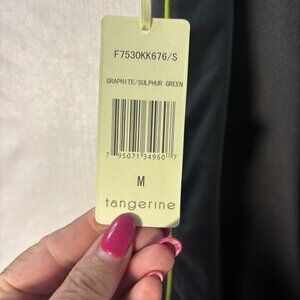 F7530KK676/S
GRAPHITE/SULPHUR GREEN
7 95071 34960 7
M
tangerine